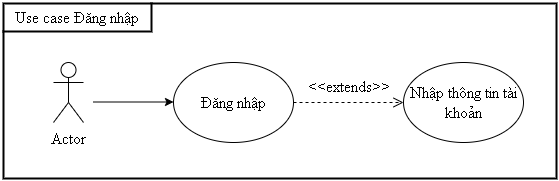 Use case Đăng nhập
<<extends>>
Đăng nhập
Nhập thông tin tài
khoản
Actor